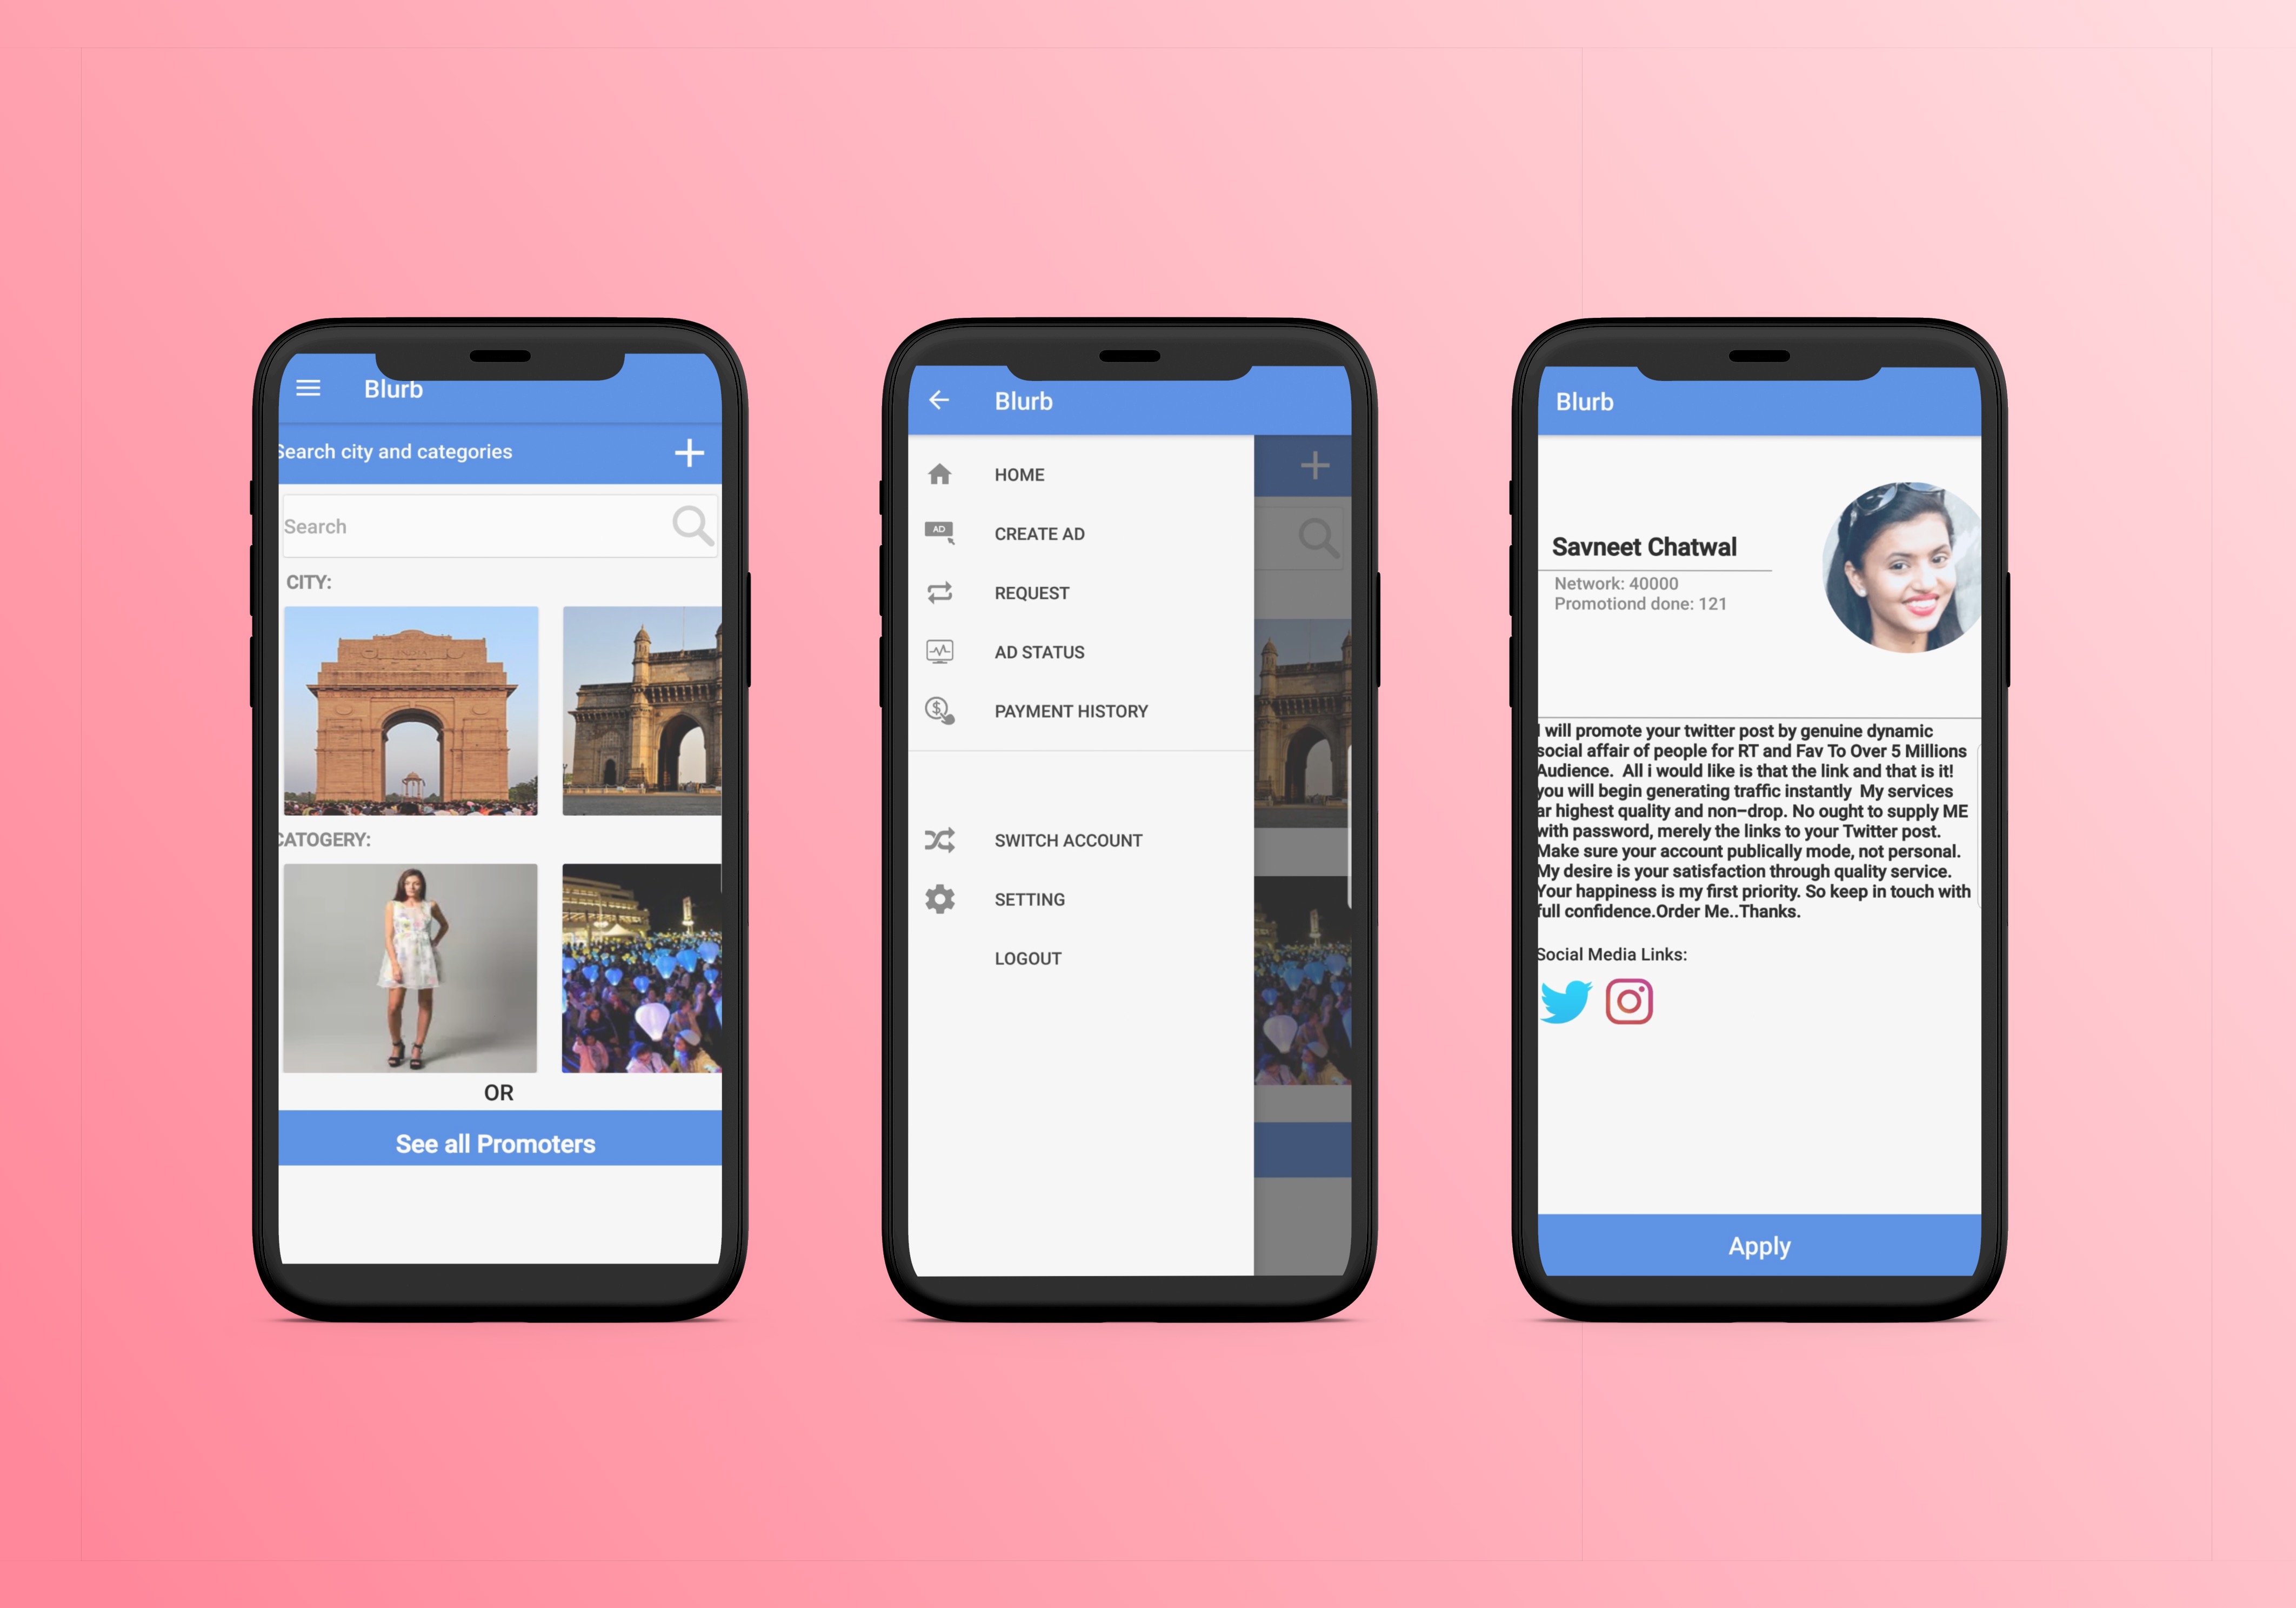 Blurb
Search city and categories
Search
CITY:
CATOGERY:
OR
See all Promoters
Blurb
HOME
AD
CREATE AD
REQUEST
AD STATUS
$
PAYMENT HISTORY
SWITCH ACCOUNT
SETTING
LOGOUT
Blurb
Savneet Chatwal
Network: 40000
Promotiond done: 121
I will promote your twitter post by genuine dynamic
social affair of people for RT and Fav To Over 5 Millions
Audience.  All i would like is that the link and that is it!
you will begin generating traffic instantly  My services
ar highest quality and non-drop. No ought to supply ME
with password, merely the links to your Twitter post.
Make sure your account publically mode, not personal.
My desire is your satisfaction through quality service.
Your happiness is my first priority. So keep in touch with
full confidence.Order Me..Thanks.
Social Media Links:
Apply